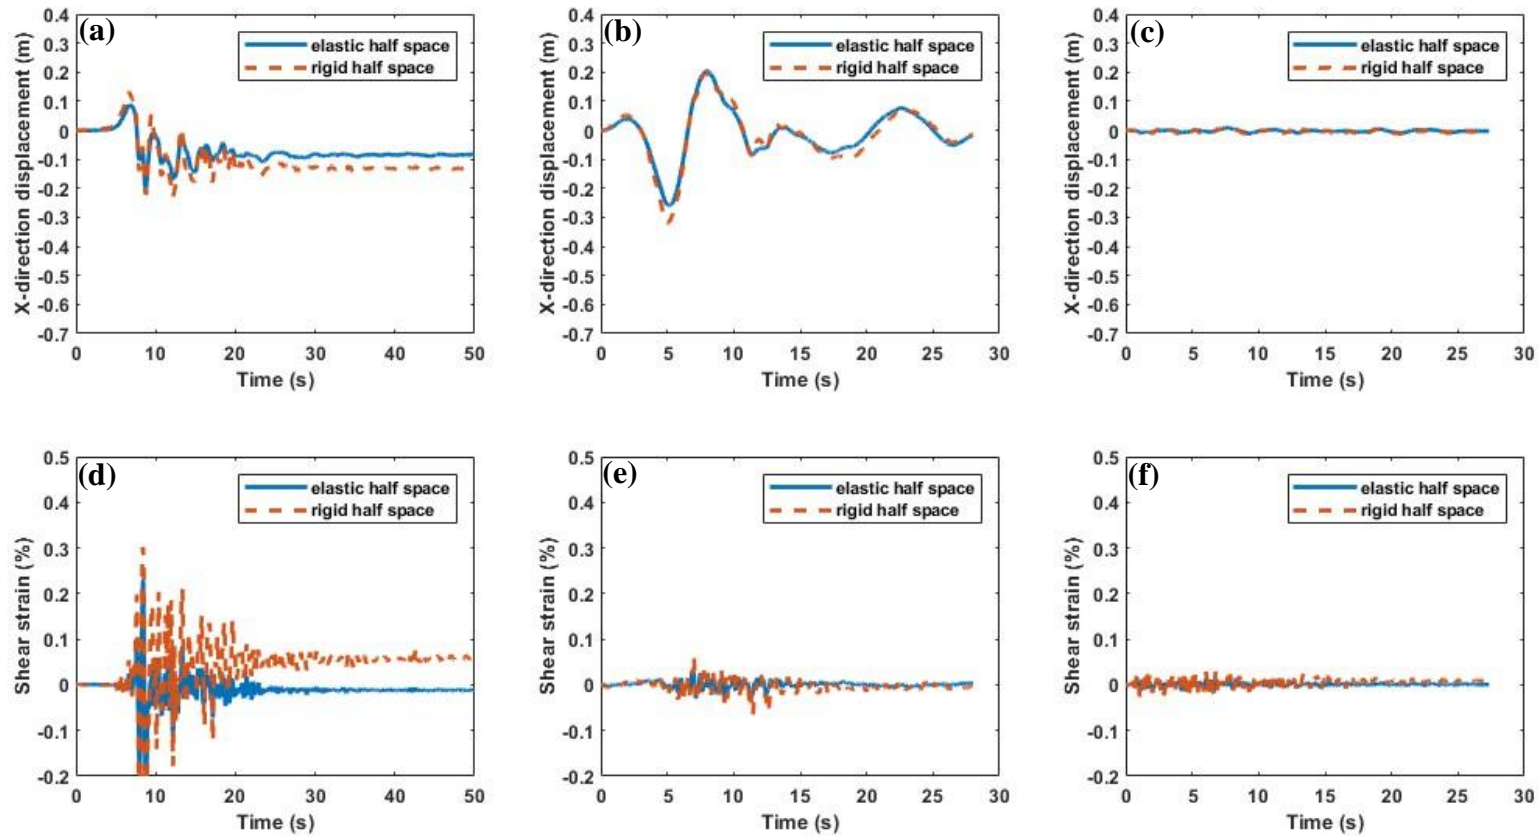 (a)
elastic half space
rigid half space
0.4
0.3
0.2
0.1
0
-0.1
-0.2
-0.3
-0.4
-0.5
-0.6
-0.7
X-direction displacement (m)
0 10 20 30 40 50
Time (s)
(b)
elastic half space
rigid half space
0.4
0.3
0.2
0.1
0
-0.1
-0.2
-0.3
-0.4
-0.5
-0.6
-0.7
X-direction displacement (m)
0 5 10 15 20 25 30
Time (s)
(c)
elastic half space
rigid half space
0.4
0.3
0.2
0.1
0
-0.1
-0.2
-0.3
-0.4
-0.5
-0.6
-0.7
X-direction displacement (m)
0 5 10 15 20 25 30
Time (s)
(d)
elastic half space
rigid half space
0.5
0.4
0.3
0.2
0.1
0
-0.1
-0.2
Shear strain (%)
0 10 20 30 40 50
Time (s)
(e)
elastic half space
rigid half space
0.5
0.4
0.3
0.2
0.1
0
-0.1
-0.2
Shear strain (%)
0 5 10 15 20 25 30
Time (s)
(f)
elastic half space
rigid half space
0.5
0.4
0.3
0.2
0.1
0
-0.1
-0.2
Shear strain (%)
0 5 10 15 20 25 30
Time (s)